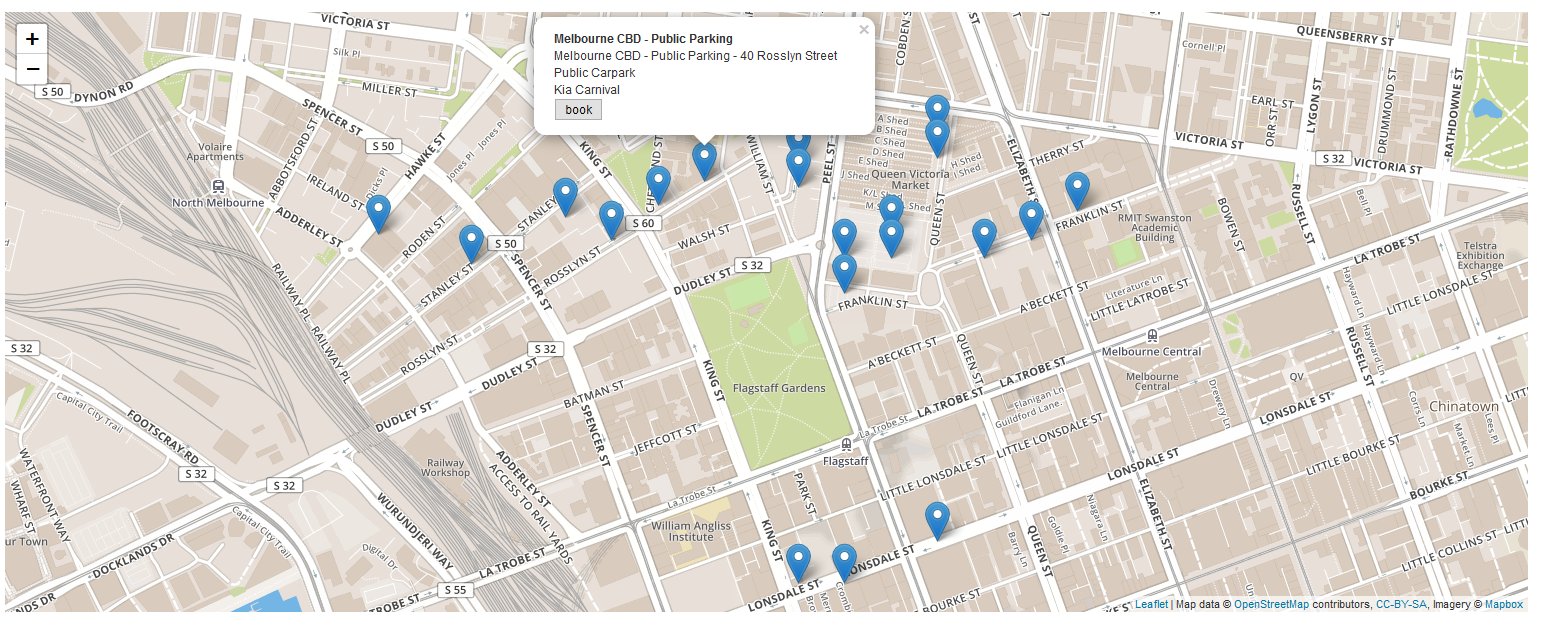 +
−
Melbourne CBD - Public Parking
Melbourne CBD - Public Parking - 40 Rosslyn Street
Public Carpark
Kia Carnival
book
×
VICTORIA ST
Silk Pl
MILLER ST
S 50
DYNON RD
SPENCER ST
S 50
HAWKE ST
Jones Pl
Jones Pl
KING ST
WILLIAM ST
PEEL ST
COBDEN S
A Shed
B Shed
C Shed
D Shed
E Shed
J Shed
H Shed
I Shed
Queen Victoria
Market
QUEEN ST
ELIZABETH S
THERRY ST
FRANKLIN ST
Cornell Pl
QUEENSBERRY ST
EARL ST
ORR ST
LYGON ST
DRUMMOND ST
RATHDOWNE ST
VICTORIA ST
S 32
VICTORIA ST
RUSSELL ST
Bell Pl
BOWEN ST
RMIT Swanston
Academic
Building
LA TROBE ST
Telstra
Exhibition
Exchange
Volaire
Apartments
North Melbourne
ABBOTSFORD ST
IRELAND ST
ADDERLEY ST
RODEN ST
STANLEY
STANLEY ST
S 50
SPENCER ST
ROSSLYN ST
S 60
WALSH ST
DUDLEY ST
S 32
FRANKLIN ST
RAILWAY PL
RAILWAY PL
ROSSLYN ST
S 32
DUDLEY ST
BATMAN ST
KING ST
Flagstaff Gardens
A'BECKETT ST
A'BECKETT ST
Literature Ln
LITTLE LATROBE ST
QUEEN ST
LA TROBE ST
Melbourne Central
Melbourne
Central
QV
Drewery Ln
Hayward Ln
Hayward Ln
LITTLE LONSDALE S
RUSSELL ST
Chinatown
Corrs Ln
Market Ln
Lees Pl
LITT
S 32
Capital City Trail
FOOTSCRAY RD
S 32
S 32
DUDLEY ST
JEFFCOTT ST
SPENCER ST
Railway
Workshop
ADDERLEY ST
ACCESS TO RAIL YARDS
La Trobe St
Flagstaff
La Trobe St
LA TROBE ST
Flanigan Ln
Guildford Lane
LITTLE LONSDALE ST
LITTLE LONSDALE ST
LONSDALE ST
LONSDALE ST
LITTLE BOURKE ST
BOURKE ST
WATERFRONT WAY
WHARF ST
ur Town
DOCKLANDS DR
NDS DR
Capital City Trail
Digital Dr
WURUNDJERI WAY
LA TROBE ST
S 55
TROBE ST
William Angliss
Institute
PARK ST
KING ST
LONSDALE ST
LONSDALE ST
Crombi
BOURKE ST
Barry Ln
QUEEN ST
Goldie Pl
Niagara Ln
ELIZABETH ST
LITTLE COLLINS ST
LITT
Leaflet | Map data © OpenStreetMap contributors, CC-BY-SA, Imagery © Mapbox